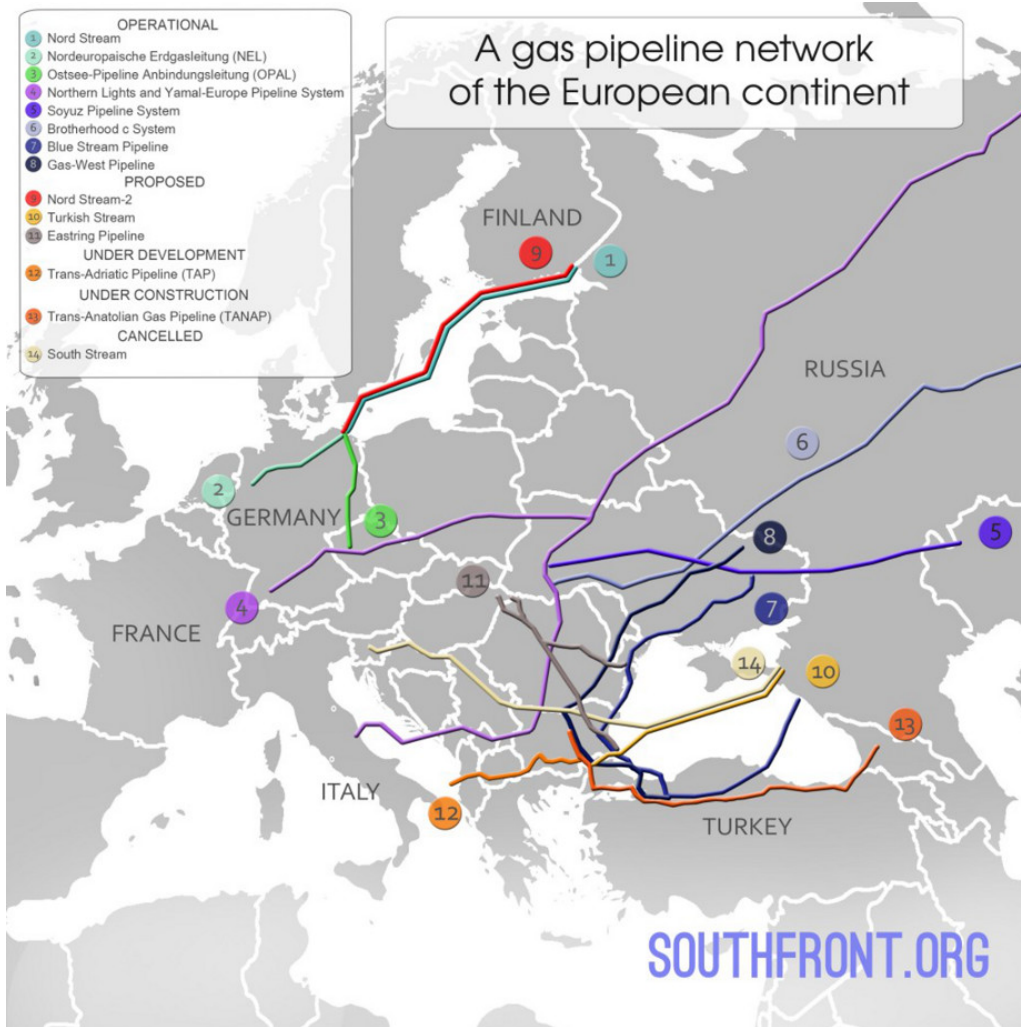 OPERATIONAL
1 Nord Stream
2 Nordeuropaische Erdgasleitung (NEL)
3 Ostsee-Pipeline Anbindungsleitung (OPAL)
4 Northern Lights and Yamal-Europe Pipeline System
5 Soyuz Pipeline System
6 Brotherhood c System
7 Blue Stream Pipeline
8 Gas-West Pipeline
PROPOSED
9 Nord Stream-2
10 Turkish Stream
11 Eastring Pipeline
UNDER DEVELOPMENT
12 Trans-Adriatic Pipeline (TAP)
UNDER CONSTRUCTION
13 Trans-Anatolian Gas Pipeline (TANAP)
CANCELLED
14 South Stream
A gas pipeline network
of the European continent
FINLAND
9
1
RUSSIA
6
2
GERMANY
3
8
5
11
4
7
FRANCE
14
10
13
ITALY
12
TURKEY
SOUTHFRONT.ORG